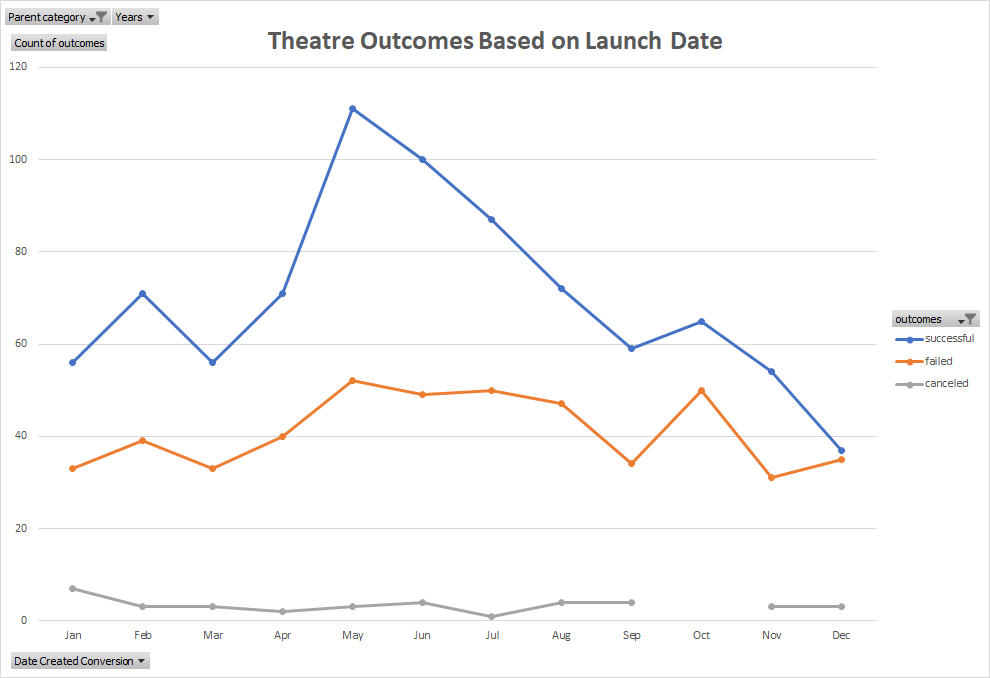 Parent category Years
Count of outcomes
Theatre Outcomes Based on Launch Date
120
100
80
60
40
20
0
Jan Feb Mar Apr May Jun Jul Aug Sep Oct Nov Dec
outcomes
successful
failed
canceled
Date Created Conversion